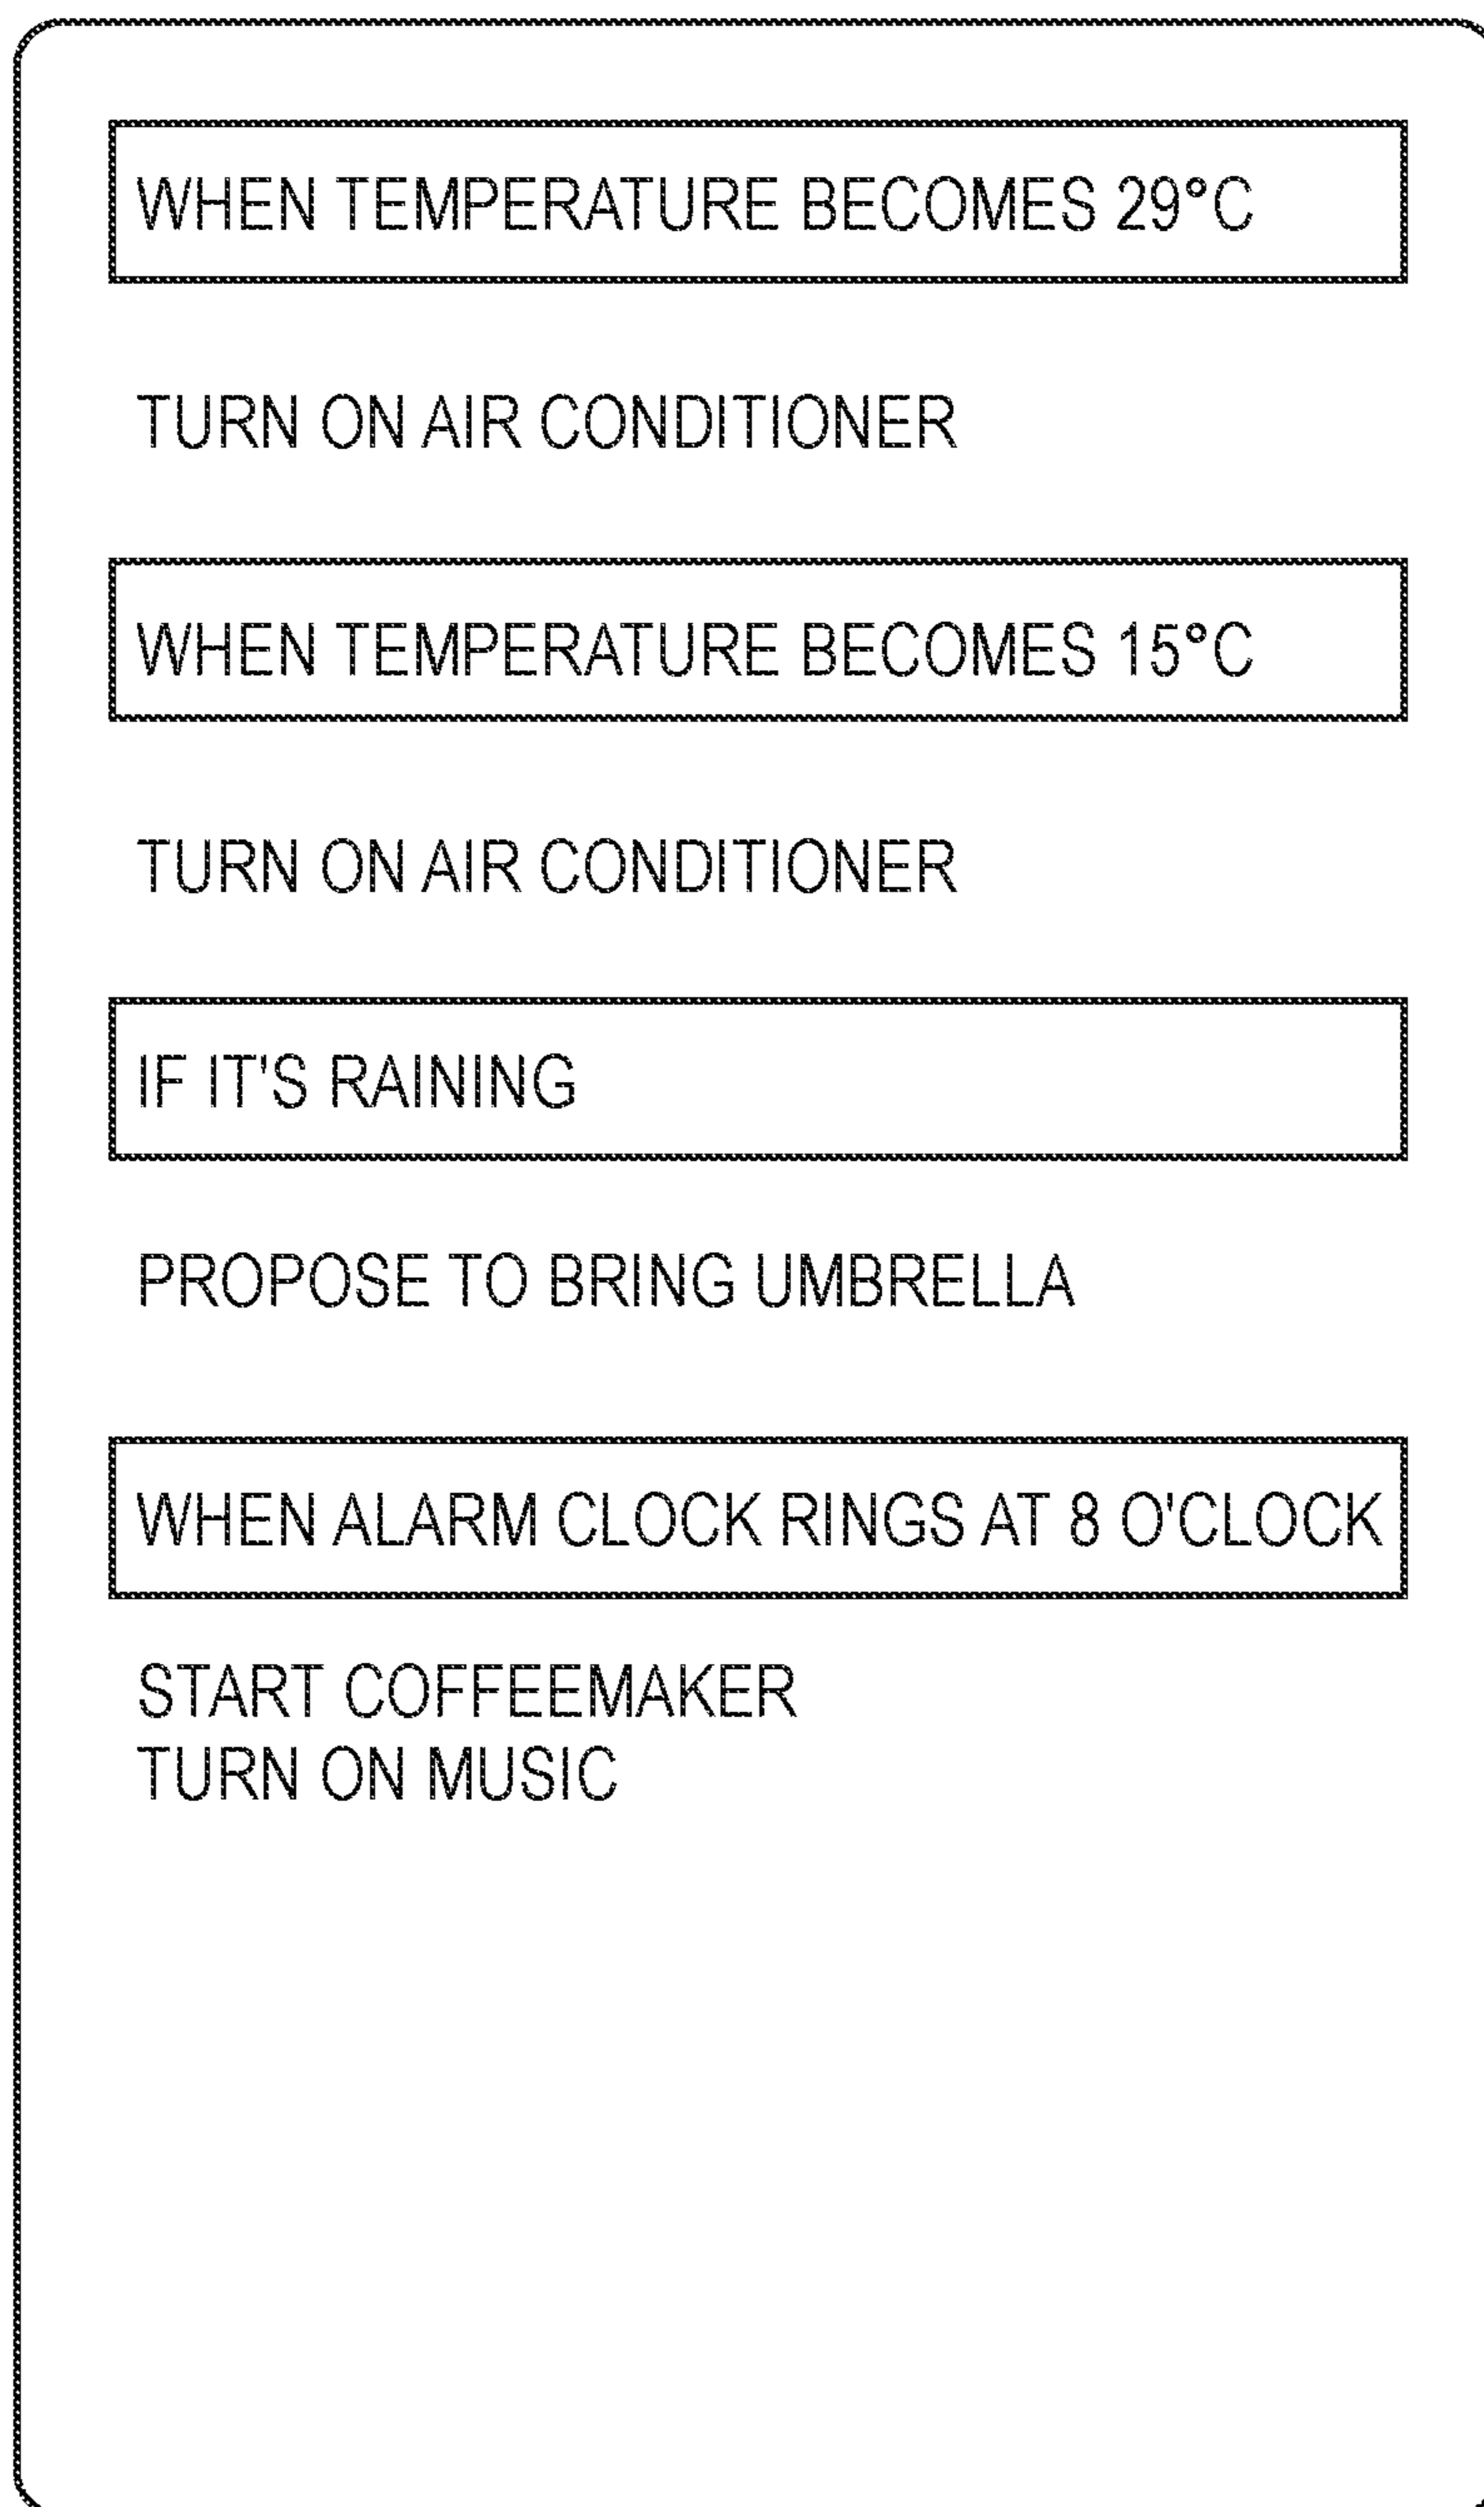 WHEN TEMPERATURE BECOMES 29°C
TURN ON AIR CONDITIONER
WHEN TEMPERATURE BECOMES 15°C
TURN ON AIR CONDITIONER
IF IT'S RAINING
PROPOSE TO BRING UMBRELLA
WHEN ALARM CLOCK RINGS AT 8 O'CLOCK
START COFFEEMAKER
TURN ON MUSIC